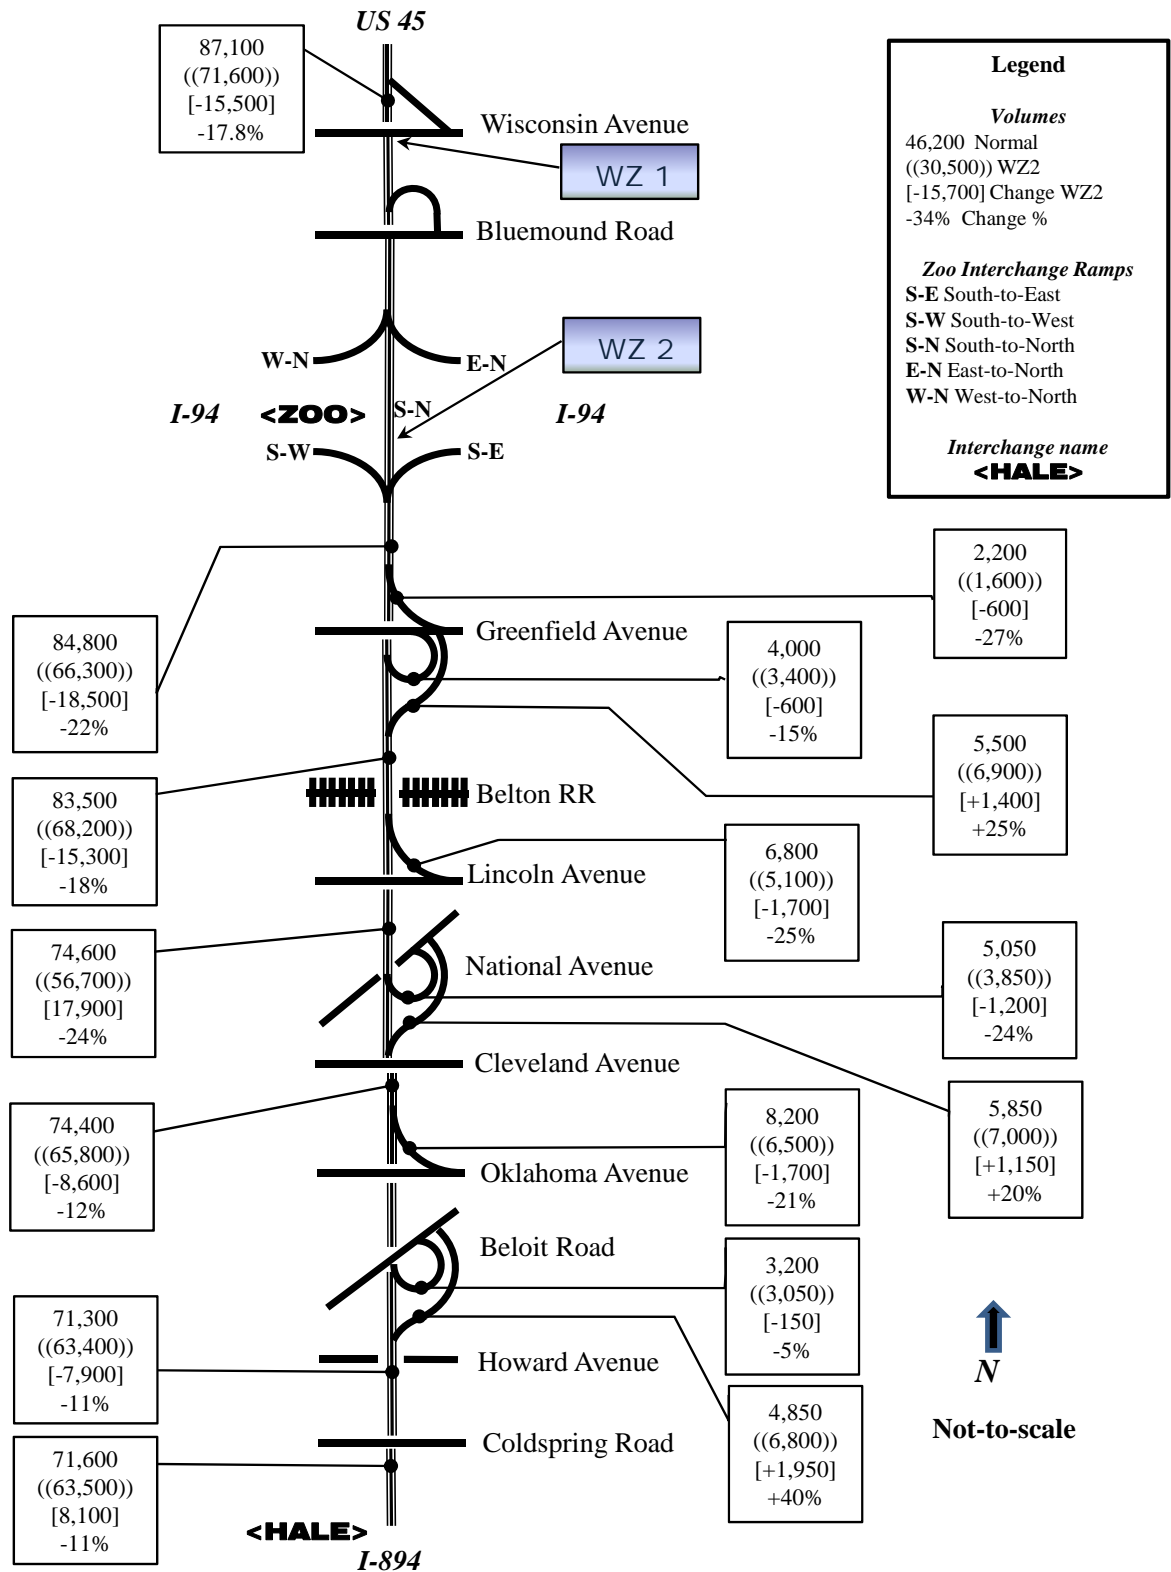 US 45
87,100
((71,600))
[-15,500]
-17.8%
Wisconsin Avenue
WZ 1
Bluemound Road
W-N
E-N
WZ 2
I-94
<ZOO>
S-N
I-94
S-W
S-E
Legend
Volumes
46,200 Normal
((30,500)) WZ2
[-15,700] Change WZ2
-34% Change %
Zoo Interchange Ramps
S-E South-to-East
S-W South-to-West
S-N South-to-North
E-N East-to-North
W-N West-to-North
Interchange name
<HALE>
2,200
((1,600))
[-600]
-27%
84,800
((66,300))
[-18,500]
-22%
Greenfield Avenue
4,000
((3,400))
[-600]
-15%
5,500
((6,900))
[+1,400]
+25%
83,500
((68,200))
[-15,300]
-18%
Belton RR
6,800
((5,100))
[-1,700]
-25%
Lincoln Avenue
74,600
((56,700))
[17,900]
-24%
National Avenue
5,050
((3,850))
[-1,200]
-24%
Cleveland Avenue
74,400
((65,800))
[-8,600]
-12%
8,200
((6,500))
[-1,700]
-21%
5,850
((7,000))
[+1,150]
+20%
Oklahoma Avenue
Beloit Road
3,200
((3,050))
[-150]
-5%
71,300
((63,400))
[-7,900]
-11%
Howard Avenue
N
Not-to-scale
4,850
((6,800))
[+1,950]
+40%
Coldspring Road
71,600
((63,500))
[8,100]
-11%
<HALE>
I-894